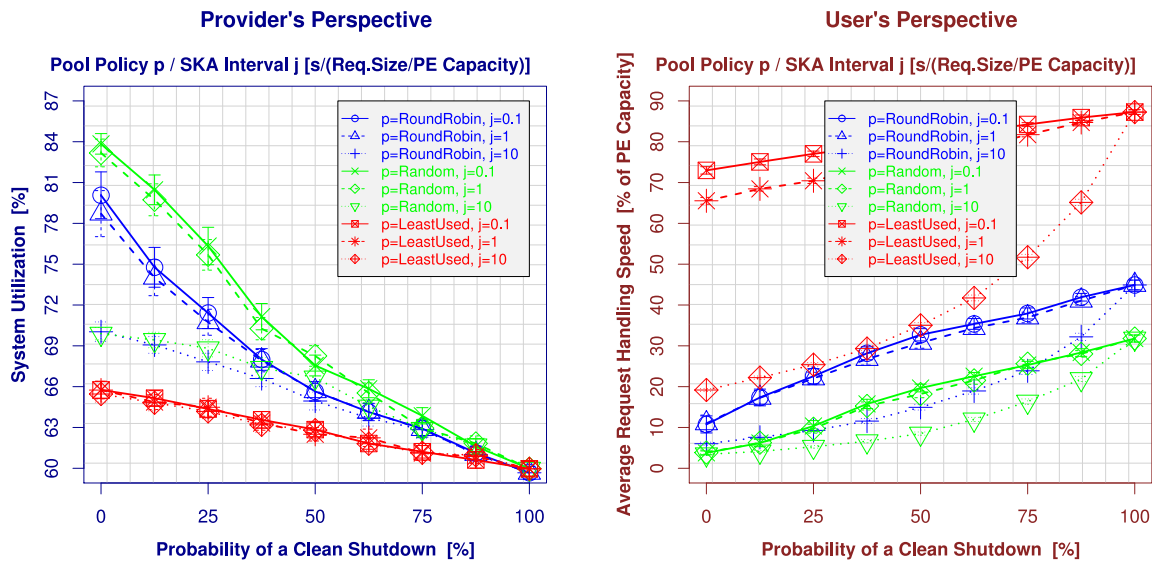 Provider's Perspective
Pool Policy p / SKA Interval j [s/(Req.Size/PE Capacity)]
System Utilization [%]
87
84
81
78
75
72
69
66
63
60
p=RoundRobin, j=0.1
p=RoundRobin, j=1
p=RoundRobin, j=10
p=Random, j=0.1
p=Random, j=1
p=Random, j=10
p=LeastUsed, j=0.1
p=LeastUsed, j=1
p=LeastUsed, j=10
0 25 50 75 100
Probability of a Clean Shutdown [%]
User's Perspective
Pool Policy p / SKA Interval j [s/(Req.Size/PE Capacity)]
Average Request Handling Speed [% of PE Capacity]
90
80
70
60
50
40
30
20
10
0
p=RoundRobin, j=0.1
p=RoundRobin, j=1
p=RoundRobin, j=10
p=Random, j=0.1
p=Random, j=1
p=Random, j=10
p=LeastUsed, j=0.1
p=LeastUsed, j=1
p=LeastUsed, j=10
0 25 50 75 100
Probability of a Clean Shutdown [%]